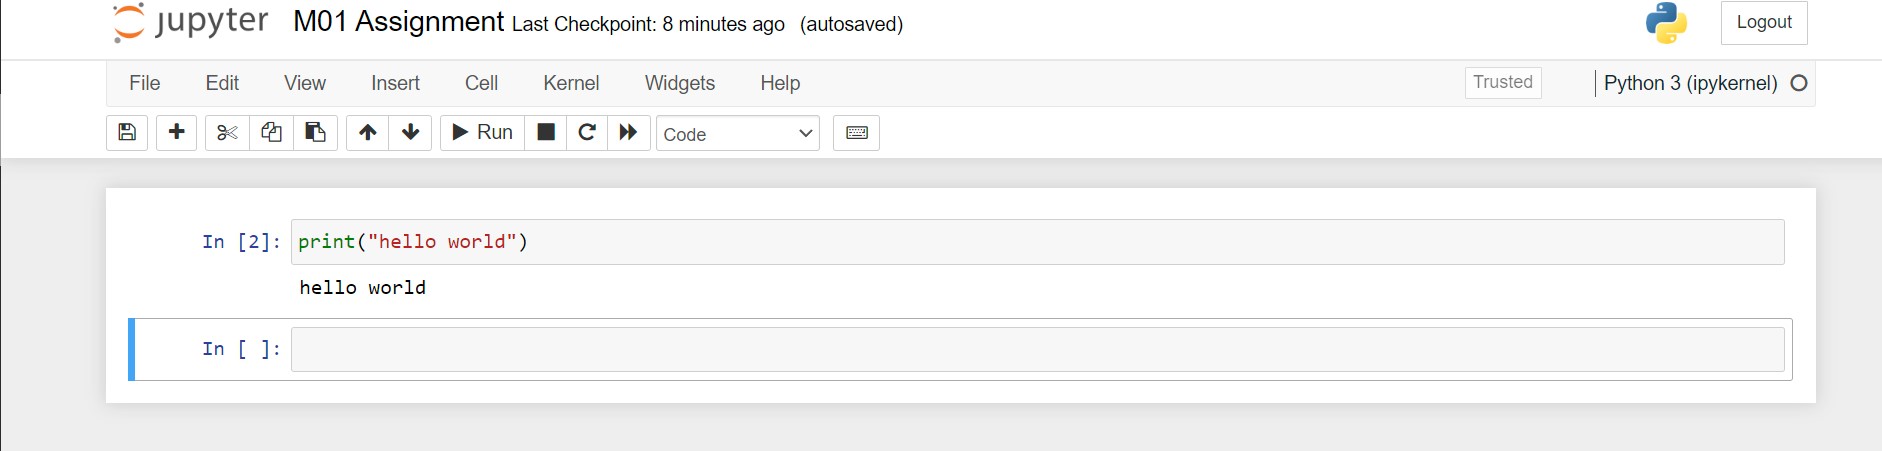 jupyter M01 Assignment Last Checkpoint: 8 minutes ago (autosaved) Logout
File Edit View Insert Cell Kernel Widgets Help Trusted Python 3 (ipykernel)
Run Code
In [2]: print("hello world")
hello world
In [ ]: